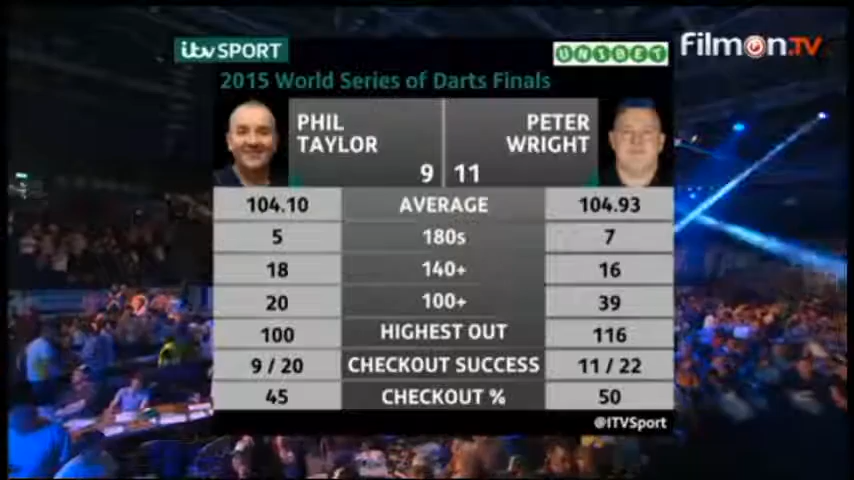 itv SPORT
UNIBET
Filmon.TV
2015 World Series of Darts Finals
PHIL TAYLOR
9
PETER WRIGHT
11
104.10 AVERAGE 104.93
5 180s 7
18 140+ 16
20 100+ 39
100 HIGHEST OUT 116
9 / 20 CHECKOUT SUCCESS 11 / 22
45 CHECKOUT % 50
@ITVSport